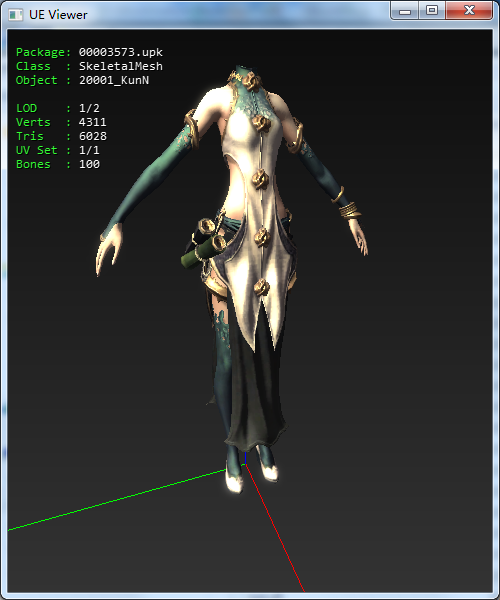 UE Viewer
Package: 00003573.upk
Class : SkeletalMesh
Object : 20001_KunN
LOD : 1/2
Verts : 4311
Tris : 6028
UV Set : 1/1
Bones : 100